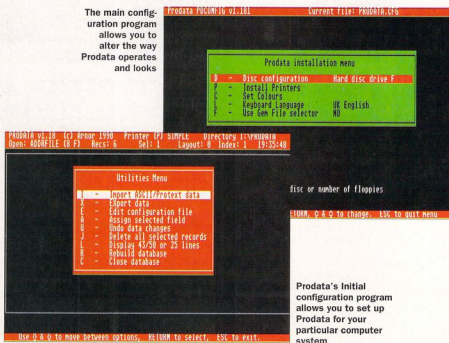 The main config-
uration program
allows you to
alter the way
Prodata operates
and looks
Prodata PDCONFIG v1.181 Current file: PRODATA.CFG
Prodata installation menu
D - Disc configuration Hard disc drive F
P - Install Printers
C - Set Colours
L - Keyboard Language UK English
F - Use Gem File selector NO
PRODATA v1.18 (c) Arnor 1990 Printer (P) SIMPLE Directory I:\PRODATA
Open: ADDRFILE (8 F) Recs: 6 Sel: 1 Layout: 0 Index: 1 19:35:48
Utilities Menu
I - Import ASCII/Protext data
X - EXport data
E - Edit configuration file
A - Assign selected field
U - Undo data changes
J - Delete all selected records
L - Display 43/50 or 25 lines
R - Rebuild database
C - Close database
disc or number of floppies
ETURN, ⇩ & ⇧ to change. ESC to quit menu
Use ⇩ & ⇧ to move between options, RETURN to select, ESC to exit.
Prodata's Initial
configuration program
allows you to set up
Prodata for your
particular computer
system